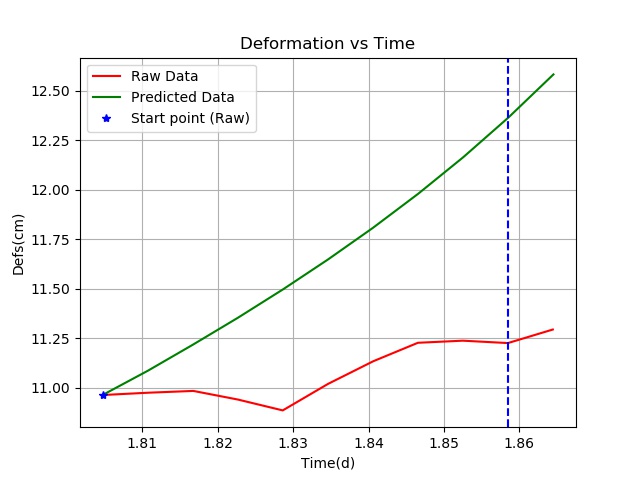 Deformation vs Time
Raw Data
Predicted Data
Start point (Raw)
12.50
12.25
12.00
11.75
11.50
11.25
11.00
Defs(cm)
1.81 1.82 1.83 1.84 1.85 1.86
Time(d)